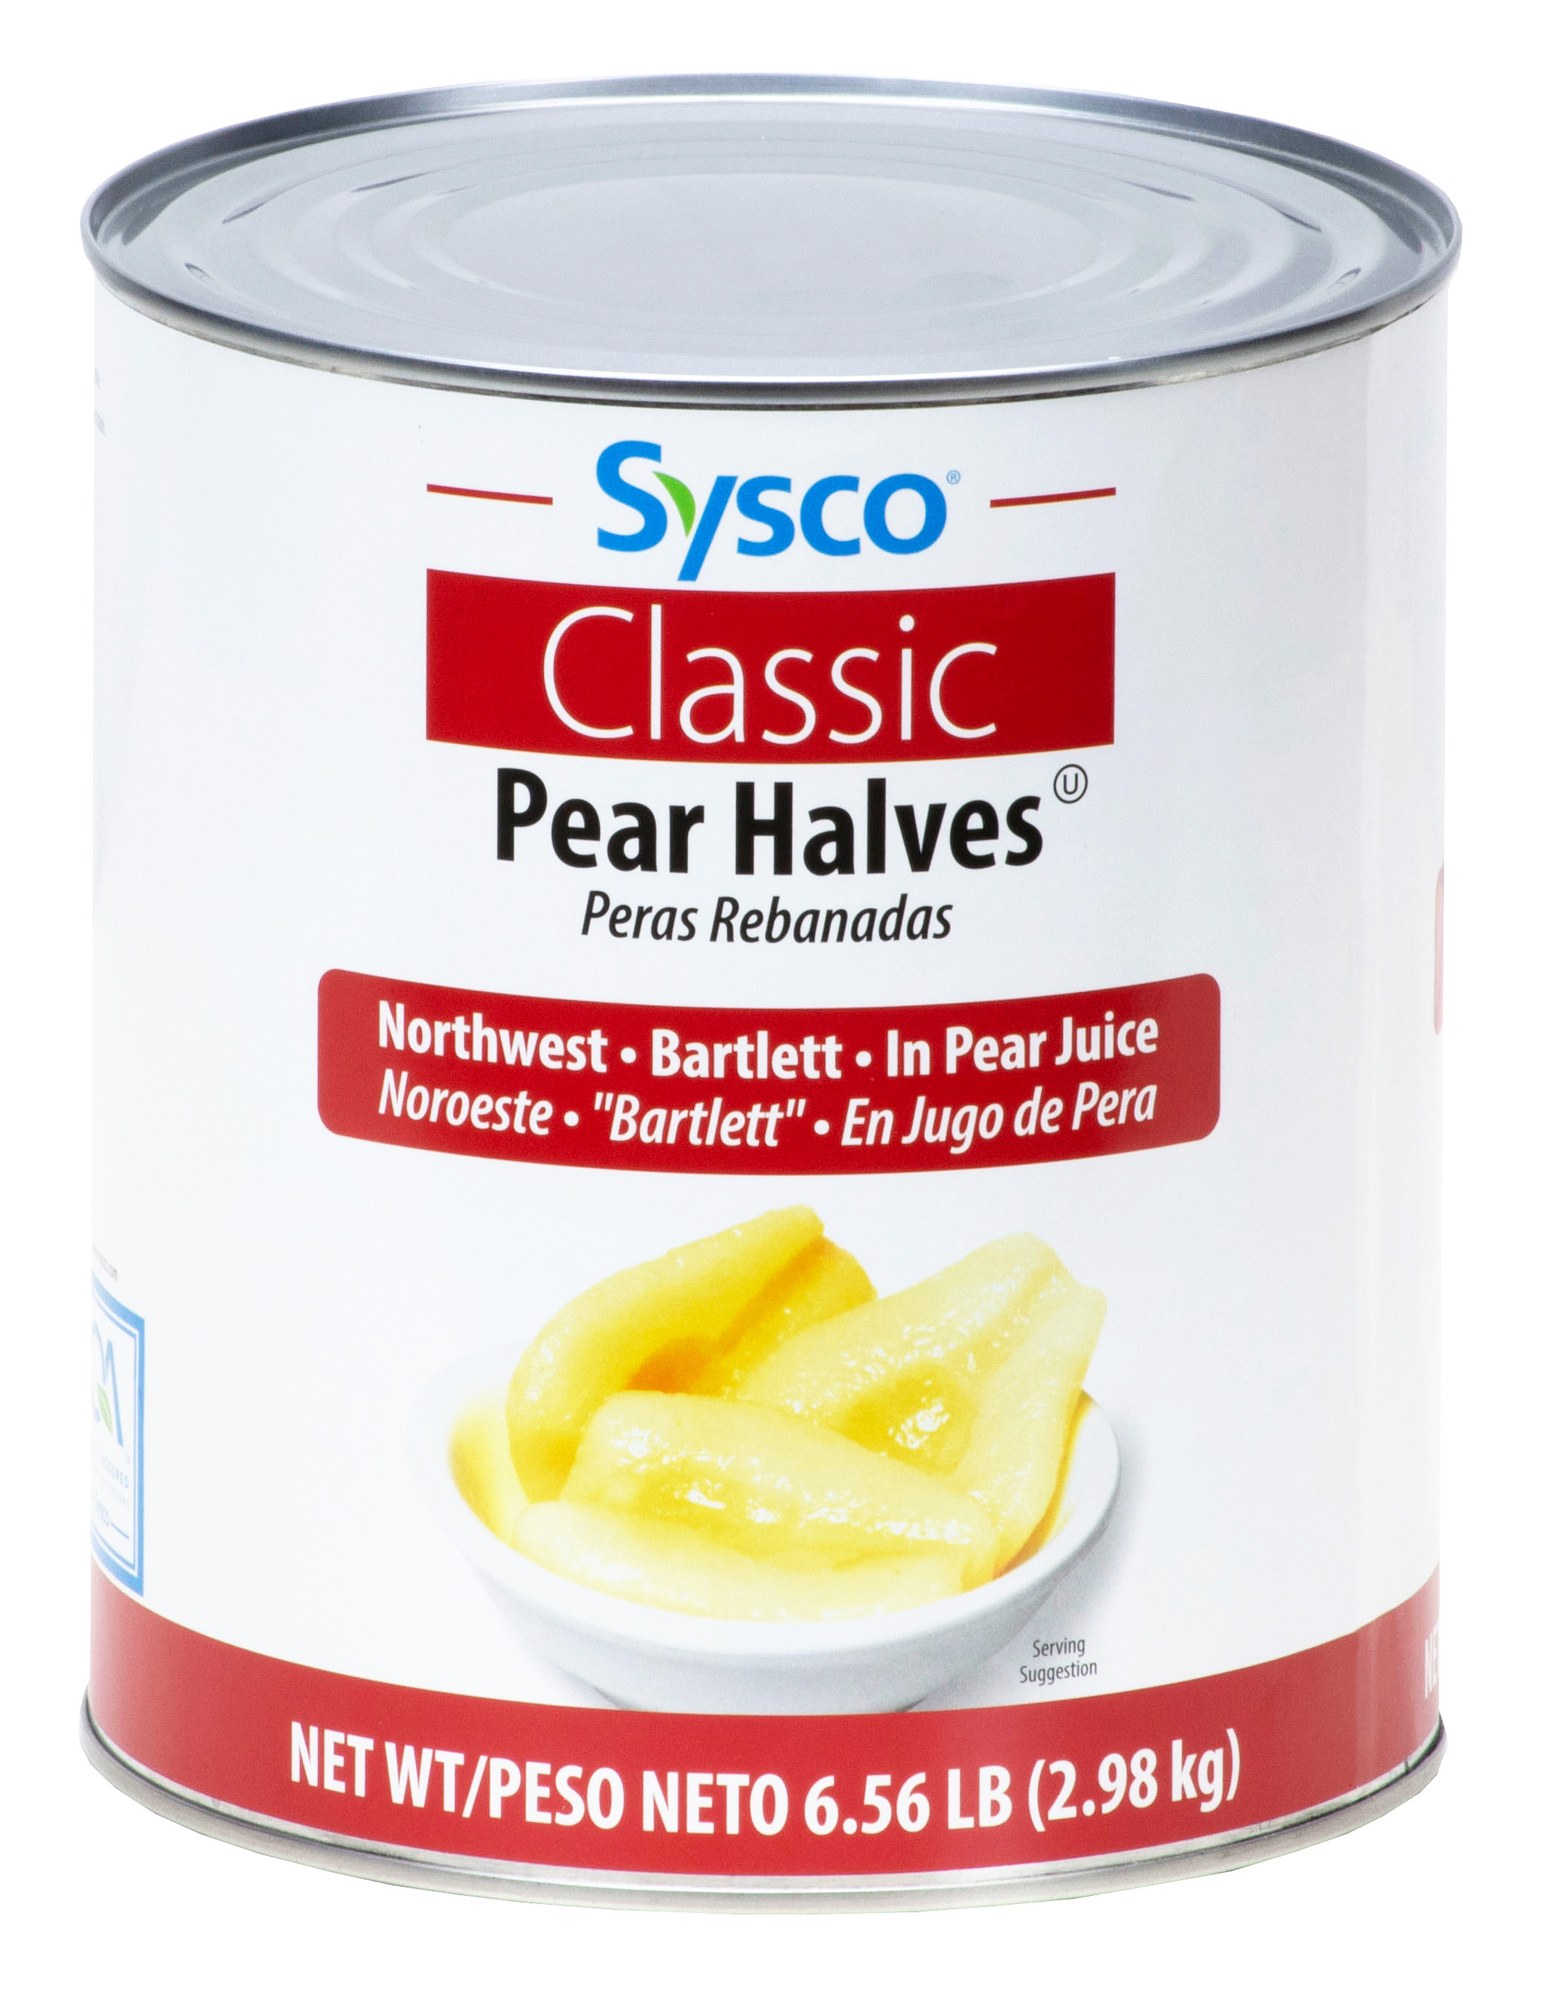 Sysco®
Classic
Pear Halves Ⓤ
Peras Rebanadas
Northwest • Bartlett • In Pear Juice
Noroeste • "Bartlett" • En Jugo de Pera
Serving
Suggestion
NET WT/PESO NETO 6.56 LB (2.98 kg)